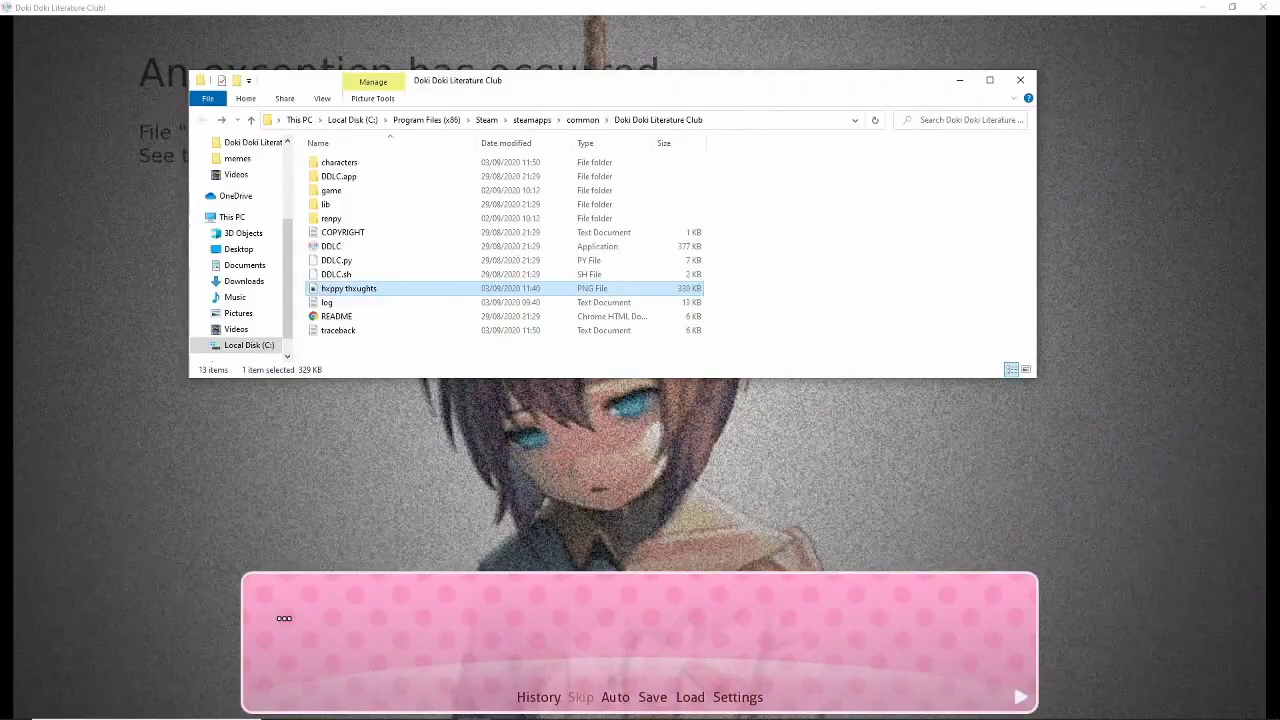 Doki Doki Literature Club!
An exception has occurred
File "
See t
Manage
Doki Doki Literature Club
File Home Share View Picture Tools
This PC Local Disk (C:) Program Files (x86) Steam steamapps common Doki Doki Literature Club
Search Doki Doki Literature ...
Name Date modified Type Size
Doki Doki Literat
memes
Videos
OneDrive
This PC
3D Objects
Desktop
Documents
Downloads
Music
Pictures
Videos
Local Disk (C:)
characters 03/09/2020 11:50 File folder
DDLC.app 29/08/2020 21:29 File folder
game 02/09/2020 10:12 File folder
lib 29/08/2020 21:29 File folder
renpy 02/09/2020 10:12 File folder
COPYRIGHT 29/08/2020 21:29 Text Document 1 KB
DDLC 29/08/2020 21:29 Application 377 KB
DDLC.py 29/08/2020 21:29 PY File 7 KB
DDLC.sh 29/08/2020 21:29 SH File 2 KB
hxppy thxughts 03/09/2020 11:40 PNG File 330 KB
log 03/09/2020 09:40 Text Document 13 KB
README 29/08/2020 21:29 Chrome HTML Do... 6 KB
traceback 03/09/2020 11:50 Text Document 6 KB
13 items 1 item selected 329 KB
...
History Skip Auto Save Load Settings